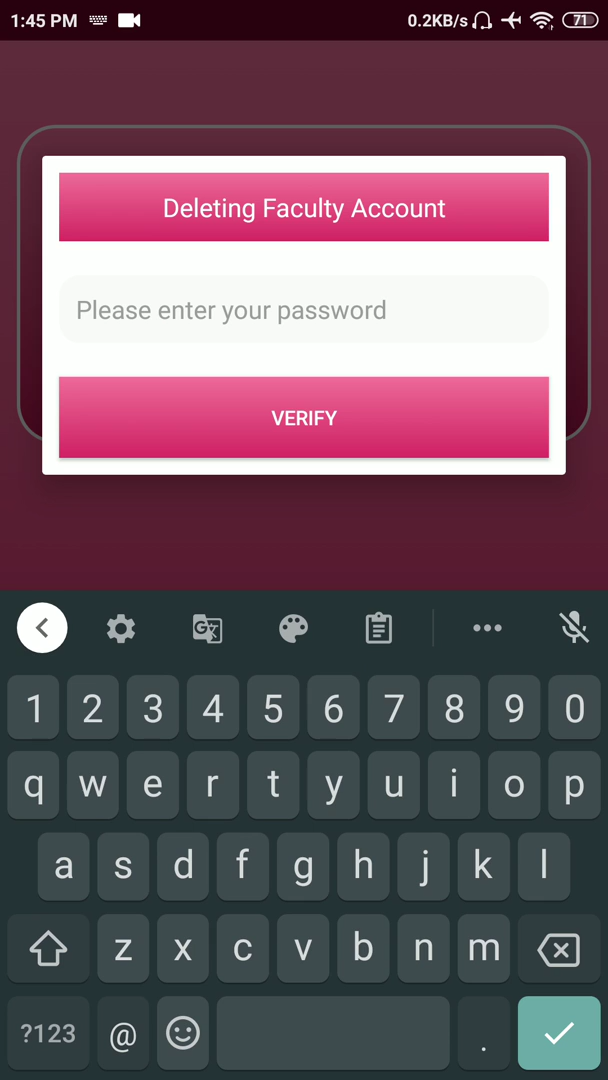 1:45 PM 0.2KB/s 71
Deleting Faculty Account
Please enter your password
VERIFY
G
1 2 3 4 5 6 7 8 9 0
q w e r t y u i o p
a s d f g h j k l
z x c v b n m
?123 @ .